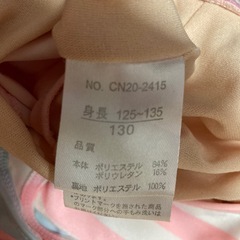 NO. CN20-2415
身長 125~135
130
品質
本体 ポリエステル 84%
ポリウレタン 16%
裏地 ポリエステル 100%